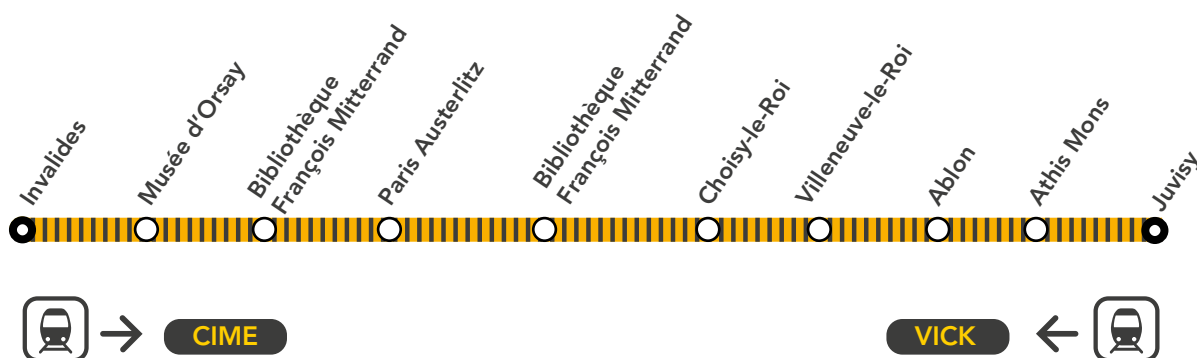 Invalides
Musée d'Orsay
Bibliothèque
François Mitterrand
Paris Austerlitz
Bibliothèque
François Mitterrand
Choisy-le-Roi
Villeneuve-le-Roi
Ablon
Athis Mons
Juvisy
CIME
VICK